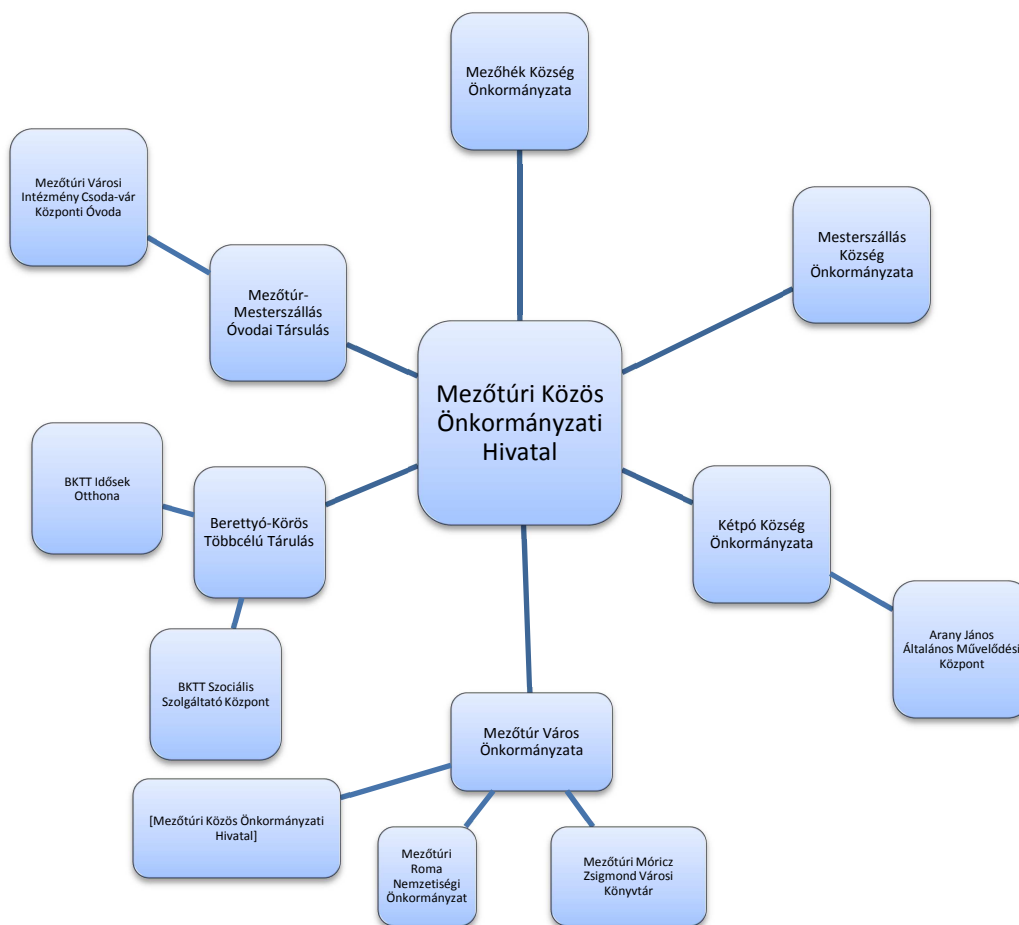 Mezőhék Község
Önkormányzata
Mezőtúri Városi
Intézmény Csoda-vár
Központi Óvoda
Mesterszállás
Község
Önkormányzata
Mezőtúr-
Mesterszállás
Óvodai Társulás
Mezőtúri Közös
Önkormányzati
Hivatal
BKTT Idősek
Otthona
Berettyó-Körös
Többcélú Tárulás
Kétpó Község
Önkormányzata
Arany János
Általános Művelődési
Központ
BKTT Szociális
Szolgáltató Központ
Mezőtúr Város
Önkormányzata
[Mezőtúri Közös Önkormányzati
Hivatal]
Mezőtúri
Roma
Nemzetiségi
Önkormányzat
Mezőtúri Móricz
Zsigmond Városi
Könyvtár